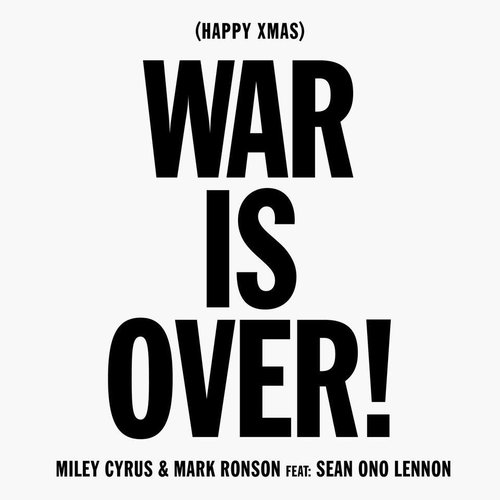 (HAPPY XMAS)
WAR
IS
OVER!
MILEY CYRUS & MARK RONSON FEAT: SEAN ONO LENNON